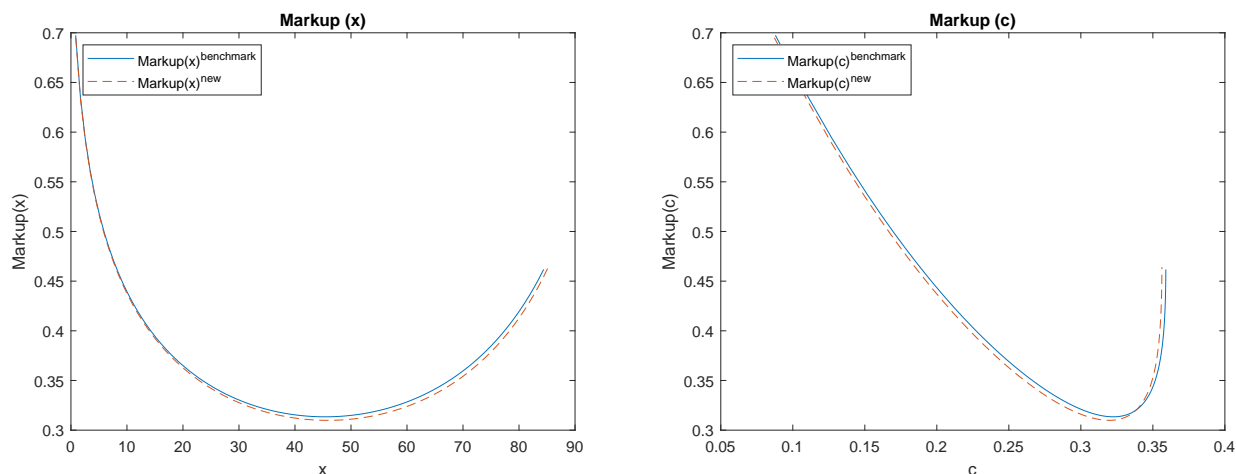 Markup (x)
0.7
0.65
0.6
0.55
0.5
0.45
0.4
0.35
0.3
Markup(x)
Markup(x)^benchmark
Markup(x)^new
0 10 20 30 40 50 60 70 80 90
x
Markup (c)
0.7
0.65
0.6
0.55
0.5
0.45
0.4
0.35
0.3
Markup(c)
Markup(c)^benchmark
Markup(c)^new
0.05 0.1 0.15 0.2 0.25 0.3 0.35 0.4
c